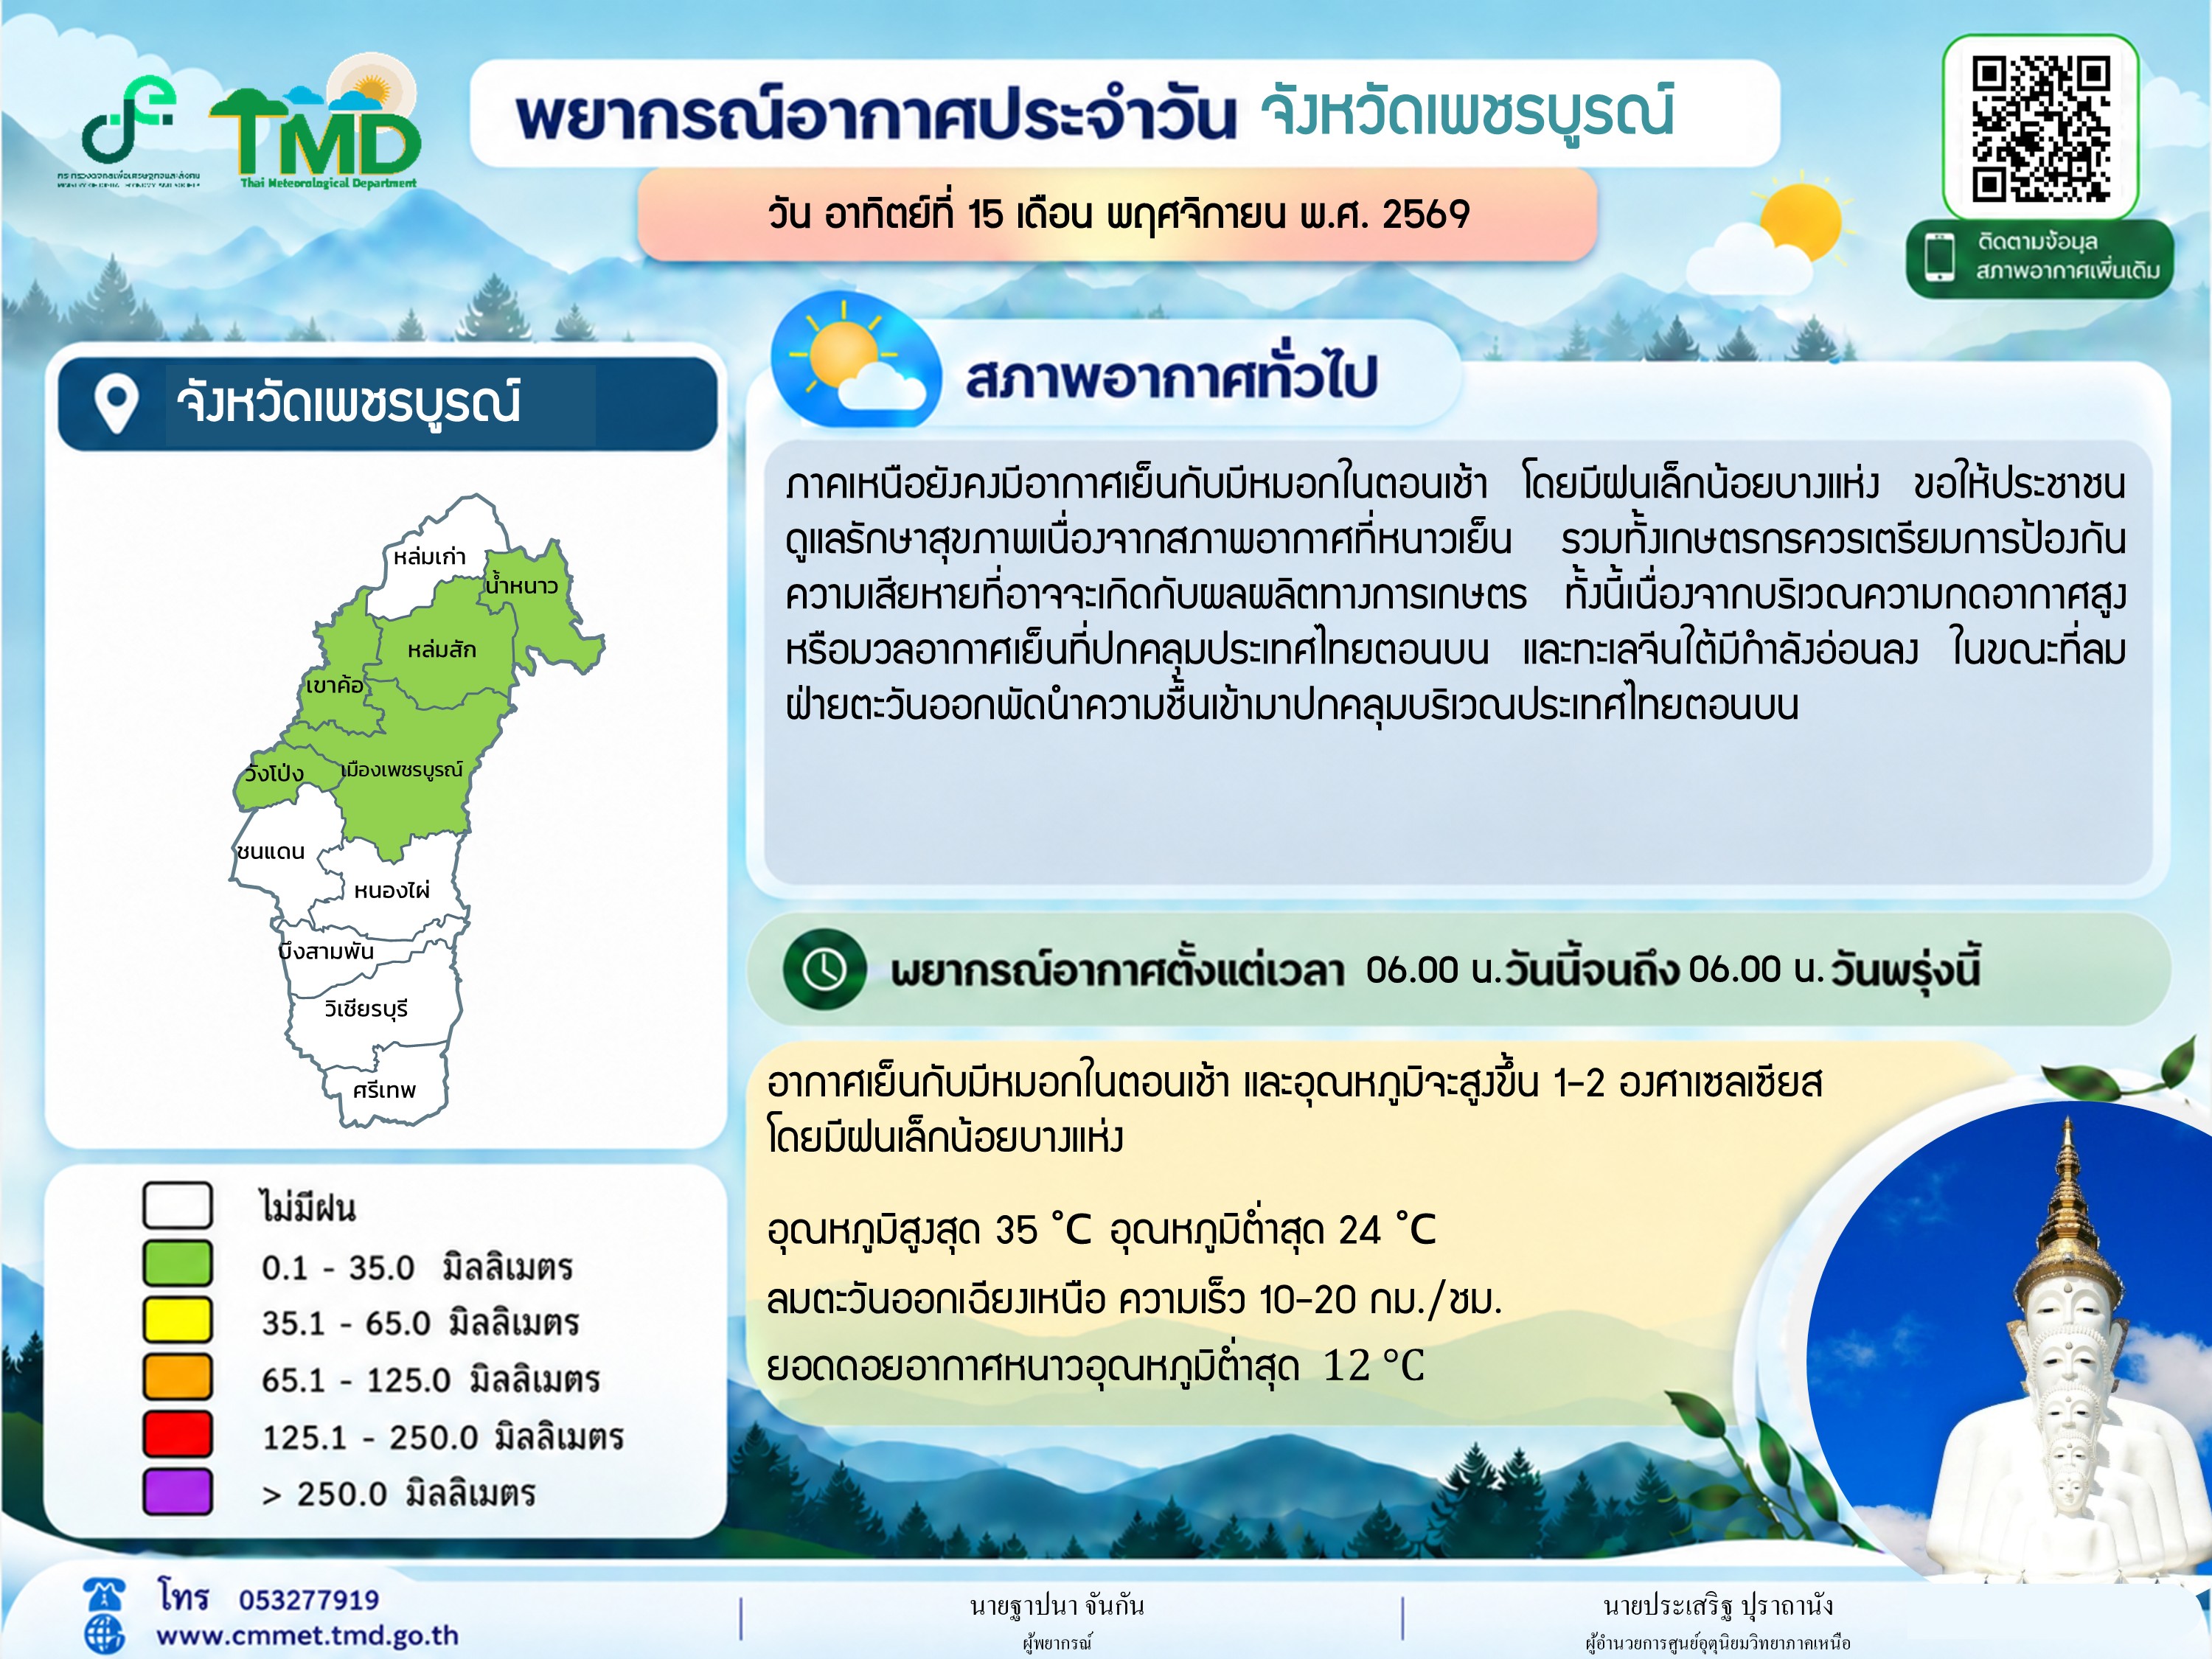 TMD
Thai Meteorological Department
พยากรณ์อากาศประจำวัน จังหวัดเพชรบูรณ์
วัน อาทิตย์ที่ 15 เดือน พฤศจิกายน พ.ศ. 2569
ติดตามข้อมูล
สภาพอากาศเพิ่มเติม
จังหวัดเพชรบูรณ์
หล่มเก่า
น้ำหนาว
หล่มสัก
เขาค้อ
วังโป่ง
เมืองเพชรบูรณ์
ชนแดน
หนองไผ่
บึงสามพัน
วิเชียรบุรี
ศรีเทพ
ไม่มีฝน
0.1 - 35.0 มิลลิเมตร
35.1 - 65.0 มิลลิเมตร
65.1 - 125.0 มิลลิเมตร
125.1 - 250.0 มิลลิเมตร
> 250.0 มิลลิเมตร
สภาพอากาศทั่วไป
ภาคเหนือยังคงมีอากาศเย็นกับมีหมอกในตอนเช้า โดยมีฝนเล็กน้อยบางแห่ง ขอให้ประชาชน
ดูแลรักษาสุขภาพเนื่องจากสภาพอากาศที่หนาวเย็น รวมทั้งเกษตรกรควรเตรียมการป้องกัน
ความเสียหายที่อาจจะเกิดกับผลผลิตทางการเกษตร ทั้งนี้เนื่องจากบริเวณความกดอากาศสูง
หรือมวลอากาศเย็นที่ปกคลุมประเทศไทยตอนบน และทะเลจีนใต้มีกำลังอ่อนลง ในขณะที่ลม
ฝ่ายตะวันออกพัดนำความชื้นเข้ามาปกคลุมบริเวณประเทศไทยตอนบน
พยากรณ์อากาศตั้งแต่เวลา 06.00 น. วันนี้จนถึง 06.00 น. วันพรุ่งนี้
อากาศเย็นกับมีหมอกในตอนเช้า และอุณหภูมิจะสูงขึ้น 1-2 องศาเซลเซียส
โดยมีฝนเล็กน้อยบางแห่ง
อุณหภูมิสูงสุด 35 °C อุณหภูมิต่ำสุด 24 °C
ลมตะวันออกเฉียงเหนือ ความเร็ว 10-20 กม./ชม.
ยอดดอยอากาศหนาวอุณหภูมิต่ำสุด 12 °C
โทร 053277919
www.cmmet.tmd.go.th
นายฐาปนา จันกัน
ผู้พยากรณ์
นายประเสริฐ ปุราถานัง
ผู้อำนวยการศูนย์อุตุนิยมวิทยาภาคเหนือ